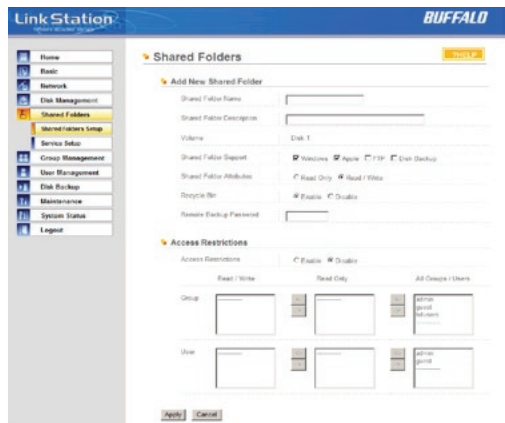 LinkStation
BUFFALO
Home
Basic
Network
Disk Management
Shared Folders
Shared Folders Setup
Service Setup
Group Management
User Management
Disk Backup
Maintenance
System Status
Logout
Shared Folders
Add New Shared Folder
Shared Folder Name
Shared Folder Description
Volume Disk 1
Shared Folder Support Windows Apple FTP Disk Backup
Shared Folder Attributes Read Only Read / Write
Recycle Bin Enable Disable
Remote Backup Password
Access Restrictions
Access Restrictions Enable Disable
Read / Write Read Only All Groups / Users
Group
admin
guest
hdusers
User
admin
guest
Apply Cancel